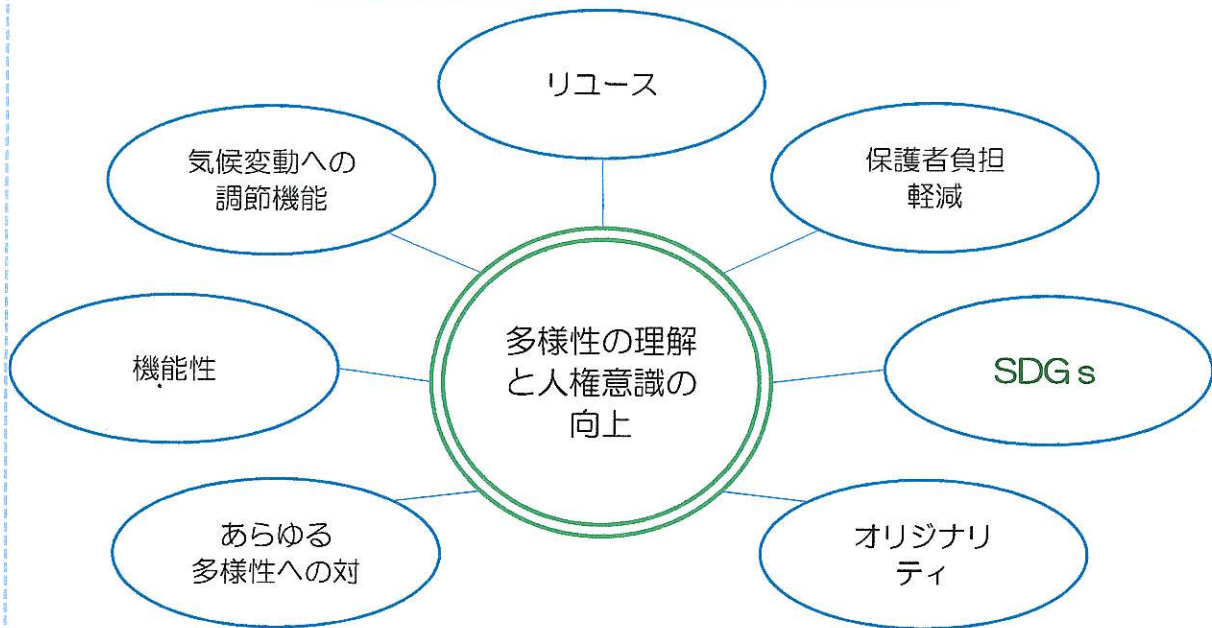 リユース
気候変動への
調節機能
保護者負担
軽減
機能性
多様性の理解
と人権意識の
向上
SDGs
あらゆる
多様性への対
オリジナリ
ティ